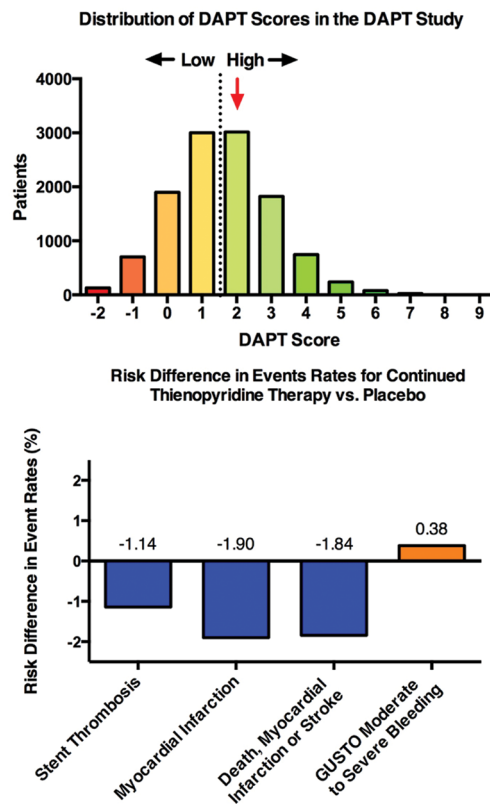 Distribution of DAPT Scores in the DAPT Study
Low High
4000
3000
2000
1000
0
Patients
-2 -1 0 1 2 3 4 5 6 7 8 9
DAPT Score
Risk Difference in Events Rates for Continued
Thienopyridine Therapy vs. Placebo
Risk Difference in Event Rates (%)
2
1
0
-1
-2
-1.14 -1.90 -1.84 0.38
Stent Thrombosis
Myocardial Infarction
Death, Myocardial
Infarction or Stroke
GUSTO Moderate
to Severe Bleeding